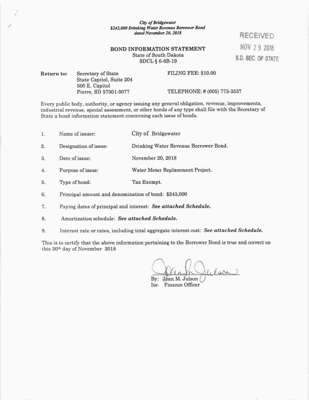 City of Bridgewater
$243,000 Drinking Water Revenue Borrower Bond
dated November 20, 2018
RECEIVED
NOV 29 2018
S.D. SEC. OF STATE
BOND INFORMATION STATEMENT
State of South Dakota
SDCL § 6-8B-19
Return to: Secretary of State FILING FEE: $10.00
State Capitol, Suite 204
500 E. Capitol
Pierre, SD 57501-5077 TELEPHONE: # (605) 773-3537
Every public body, authority, or agency issuing any general obligation, revenue, improvements,
industrial revenue, special assessment, or other bonds of any type shall file with the Secretary of
State a bond information statement concerning each issue of bonds.
1. Name of issuer: City of Bridgewater
2. Designation of issue: Drinking Water Revenue Borrower Bond.
3. Date of issue: November 20, 2018
4. Purpose of issue: Water Meter Replacement Project.
5. Type of bond: Tax Exempt.
6. Principal amount and denomination of bond: $243,000
7. Paying dates of principal and interest: See attached Schedule.
8. Amortization schedule: See attached Schedule.
9. Interest rate or rates, including total aggregate interest cost: See attached Schedule.
This is to certify that the above information pertaining to the Borrower Bond is true and correct on
this 20th day of November 2018
By: Jean M. Julson
Its: Finance Officer